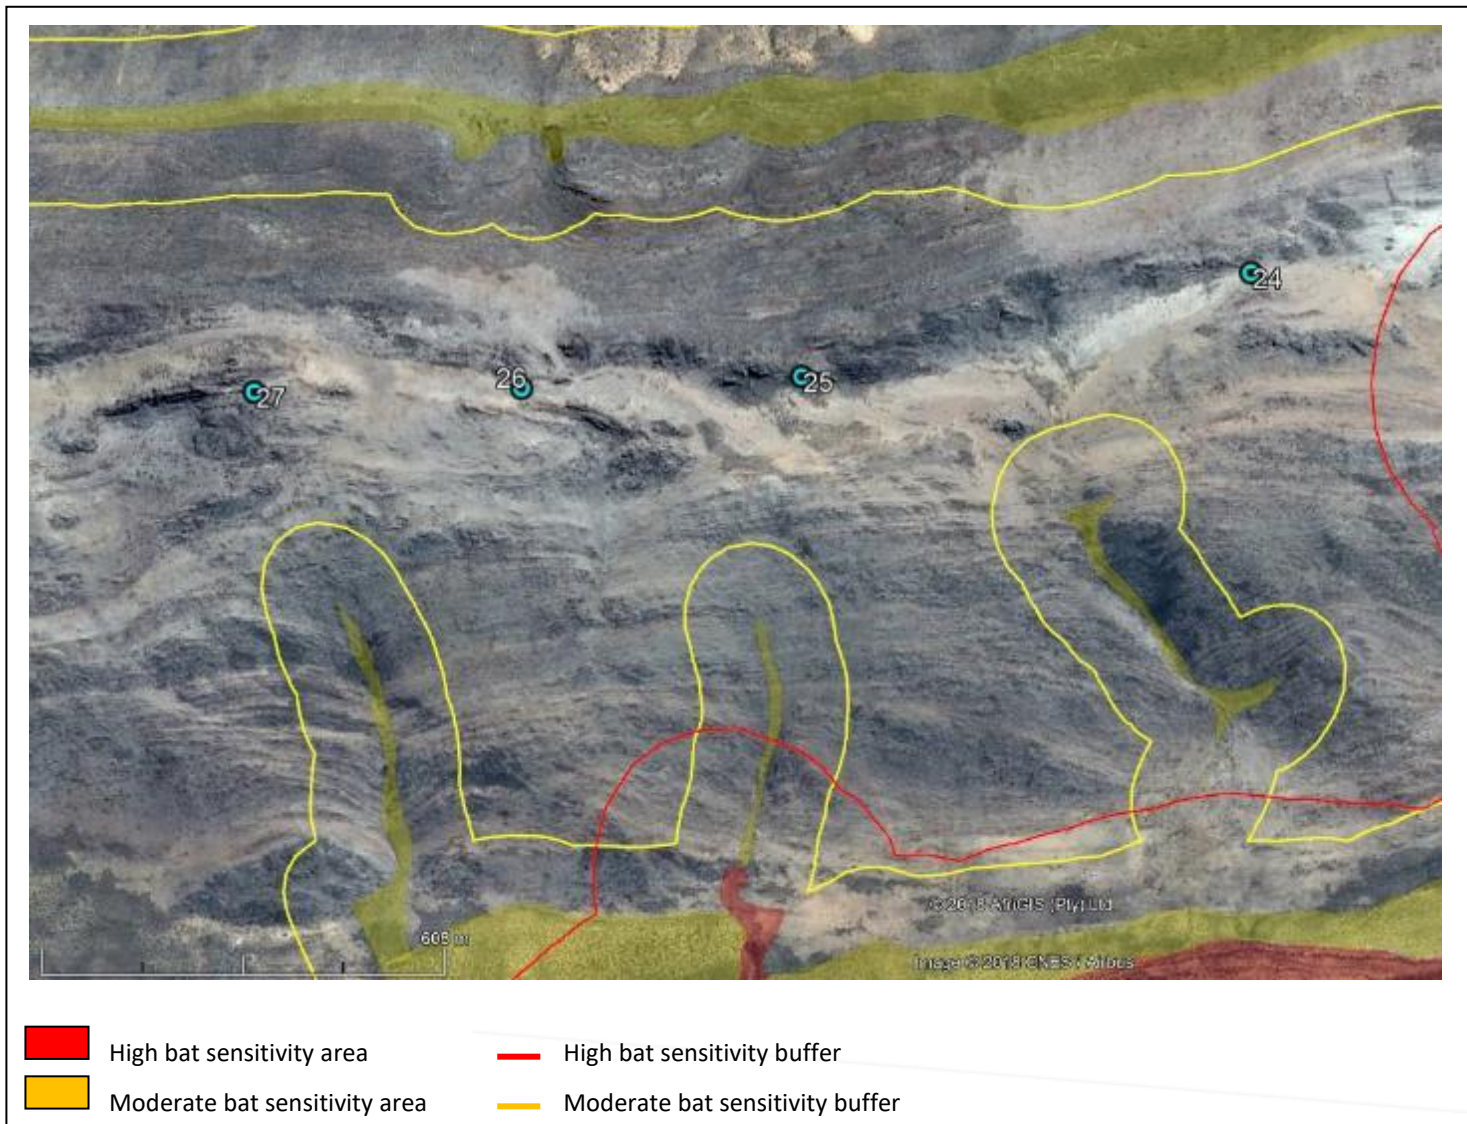 24
25
26
27
© 2018 AfriGIS (Pty) Ltd
608 m
Image © 2018 CNES / Airbus
High bat sensitivity area
High bat sensitivity buffer
Moderate bat sensitivity area
Moderate bat sensitivity buffer